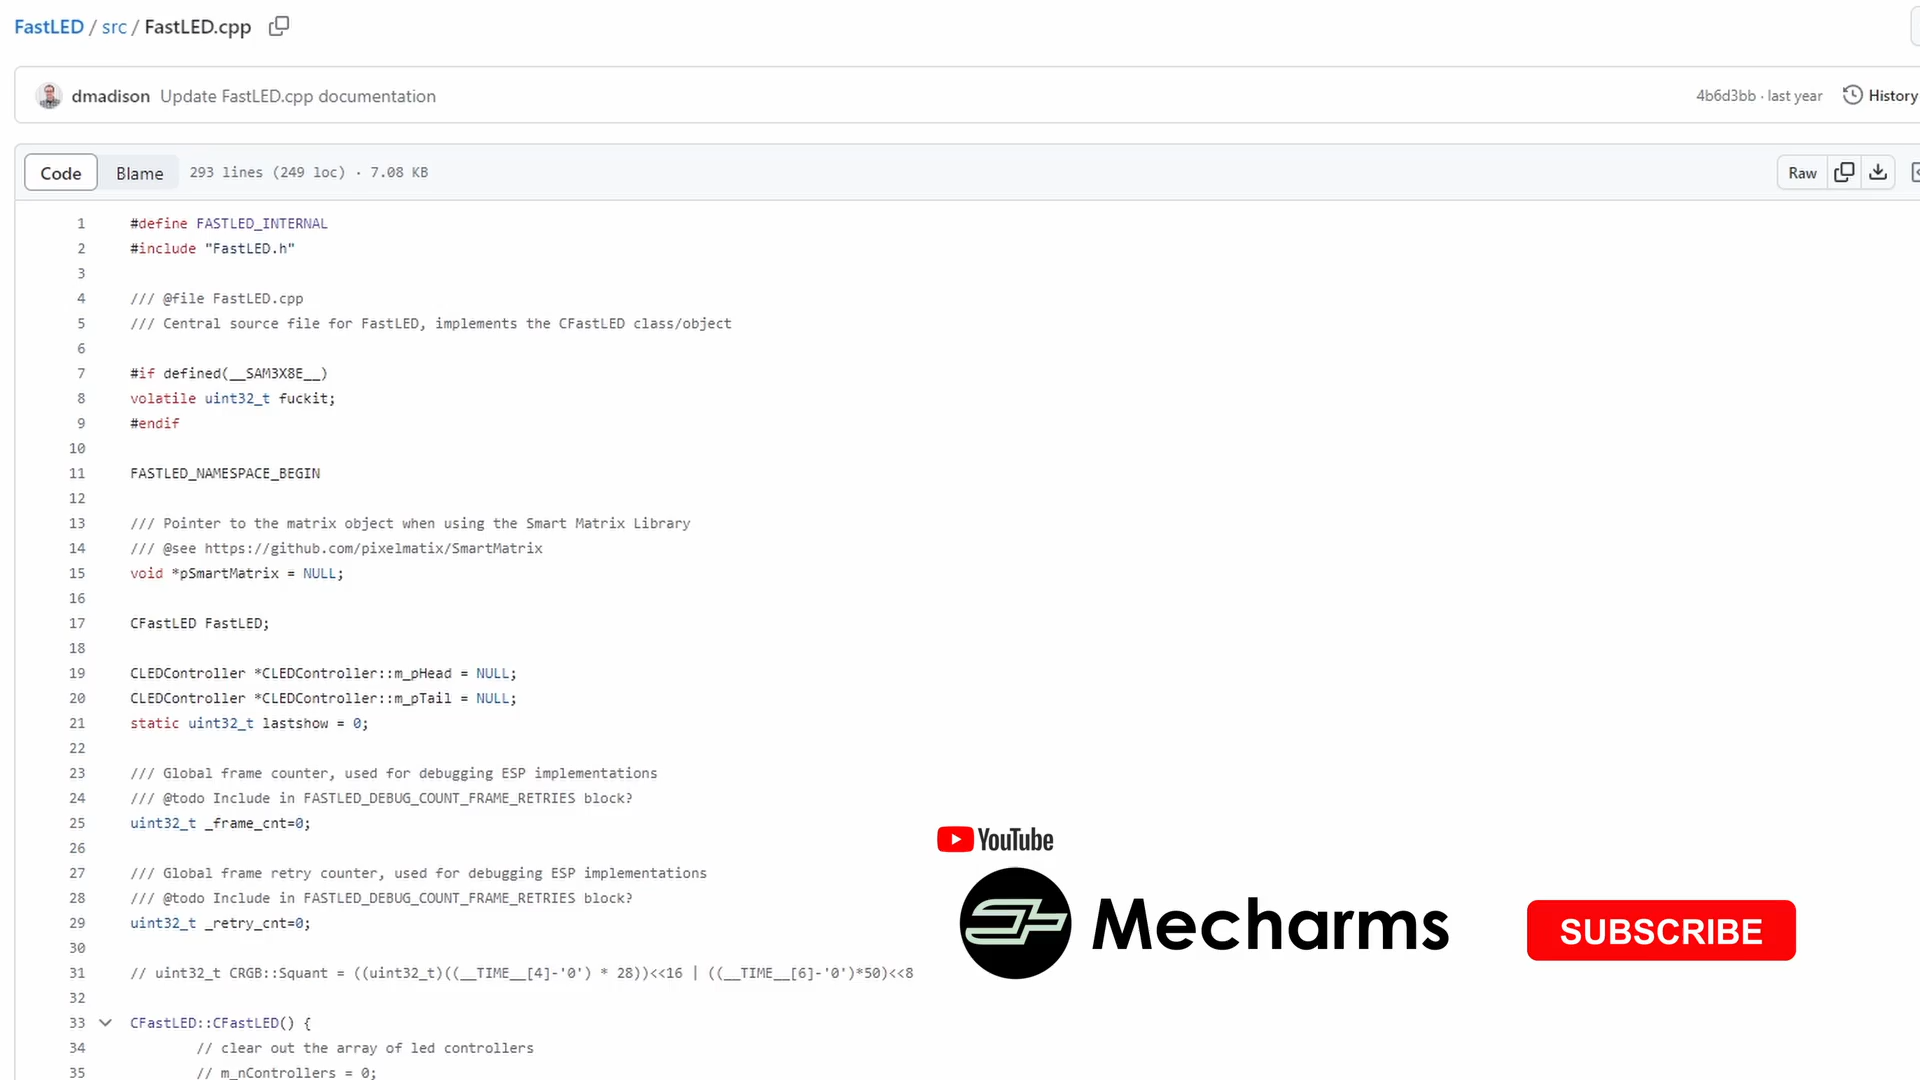 FastLED / src / FastLED.cpp
dmadison Update FastLED.cpp documentation
4b6d3bb · last year History
Code Blame 293 lines (249 loc) · 7.08 KB
Raw
1 #define FASTLED_INTERNAL
2 #include "FastLED.h"
3
4 /// @file FastLED.cpp
5 /// Central source file for FastLED, implements the CFastLED class/object
6
7 #if defined(__SAM3X8E__)
8 volatile uint32_t fuckit;
9 #endif
10
11 FASTLED_NAMESPACE_BEGIN
12
13 /// Pointer to the matrix object when using the Smart Matrix Library
14 /// @see https://github.com/pixelmatix/SmartMatrix
15 void *pSmartMatrix = NULL;
16
17 CFastLED FastLED;
18
19 CLEDController *CLEDController::m_pHead = NULL;
20 CLEDController *CLEDController::m_pTail = NULL;
21 static uint32_t lastshow = 0;
22
23 /// Global frame counter, used for debugging ESP implementations
24 /// @todo Include in FASTLED_DEBUG_COUNT_FRAME_RETRIES block?
25 uint32_t _frame_cnt=0;
26
27 /// Global frame retry counter, used for debugging ESP implementations
28 /// @todo Include in FASTLED_DEBUG_COUNT_FRAME_RETRIES block?
29 uint32_t _retry_cnt=0;
30
31 // uint32_t CRGB::Squant = ((uint32_t)((__TIME__[4]-'0') * 28))<<16 | ((__TIME__[6]-'0')*50)<<8
32
33 CFastLED::CFastLED() {
34 // clear out the array of led controllers
35 // m_nControllers = 0;
YouTube
Mecharms
SUBSCRIBE